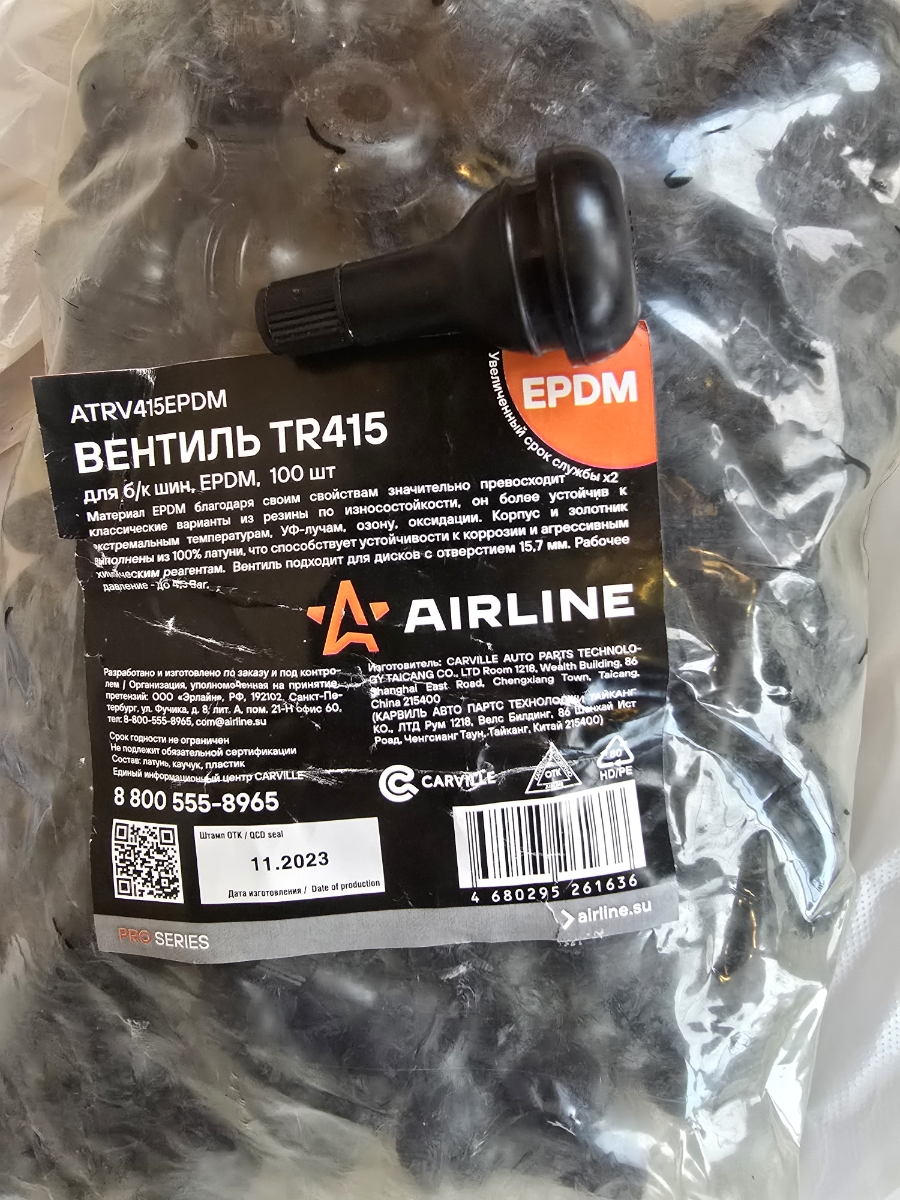 EPDM
Увеличенный срок службы x2
ATRV415EPDM
ВЕНТИЛЬ TR415
для б/к шин, EPDM, 100 шт
Материал EPDM благодаря своим свойствам значительно превосходит
классические варианты из резины по износостойкости, он более устойчив к
экстремальным температурам, УФ-лучам, озону, оксидации. Корпус и золотник
выполнены из 100% латуни, что способствует устойчивости к коррозии и агрессивным
химическим реагентам. Вентиль подходит для дисков с отверстием 15,7 мм. Рабочее
давление - до 4,5 Bar.
AIRLINE
Разработано и изготовлено по заказу и под контро-
лем / Организация, уполномоченная на принятие
претензий: ООО «Эрлайн», РФ, 192102, Санкт-Пе-
тербург, ул. Фучика, д. 8, лит. А, пом. 21-Н офис 60,
тел: 8-800-555-8965, com@airline.su
Срок годности не ограничен
Не подлежит обязательной сертификации
Состав: латунь, каучук, пластик
Единый информационный центр CARVILLE
8 800 555-8965
Изготовитель: CARVILLE AUTO PARTS TECHNOLO-
GY TAICANG CO., LTD Room 1218, Wealth Building, 86
Shanghai East Road, Chengxiang Town, Taicang,
China 215400
(КАРВИЛЬ АВТО ПАРТС ТЕХНОЛОДЖИ ТАЙКАНГ
КО., ЛТД Рум 1218, Велс Билдинг, 86 Шанхай Ист
Роад, Ченгсианг Таун, Тайканг, Китай 215400)
CARVILLE
ОТК
80
HD/PE
Штамп ОТК / QCD seal
11.2023
Дата изготовления / Date of production
4 680295 261636
airline.su
PRO SERIES